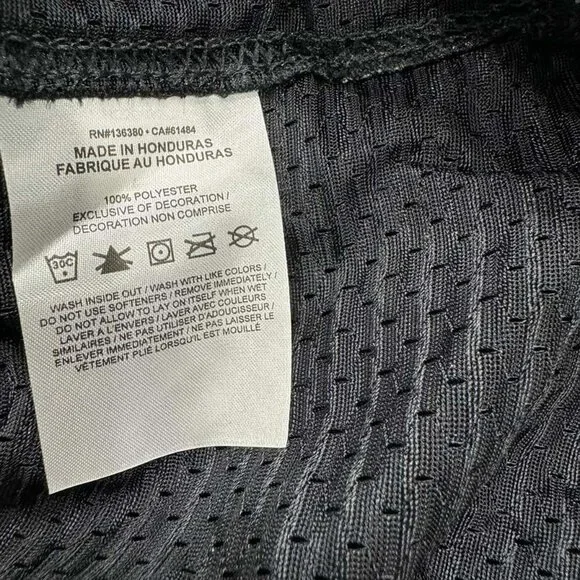 RN#136380 • CA#61484
MADE IN HONDURAS
FABRIQUE AU HONDURAS
100% POLYESTER
EXCLUSIVE OF DECORATION /
DECORATION NON COMPRISE
30C
WASH INSIDE OUT / WASH WITH LIKE COLORS /
DO NOT USE SOFTENERS / REMOVE IMMEDIATELY /
DO NOT ALLOW TO LAY ON ITSELF WHEN WET
LAVER À L'ENVERS / LAVER AVEC COULEURS
SIMILAIRES / NE PAS UTILISER D'ADOUCISSEUR /
ENLEVER IMMÉDIATEMENT / NE PAS LAISSER LE
VÊTEMENT PLIÉ LORSQU'IL EST MOUILLÉ